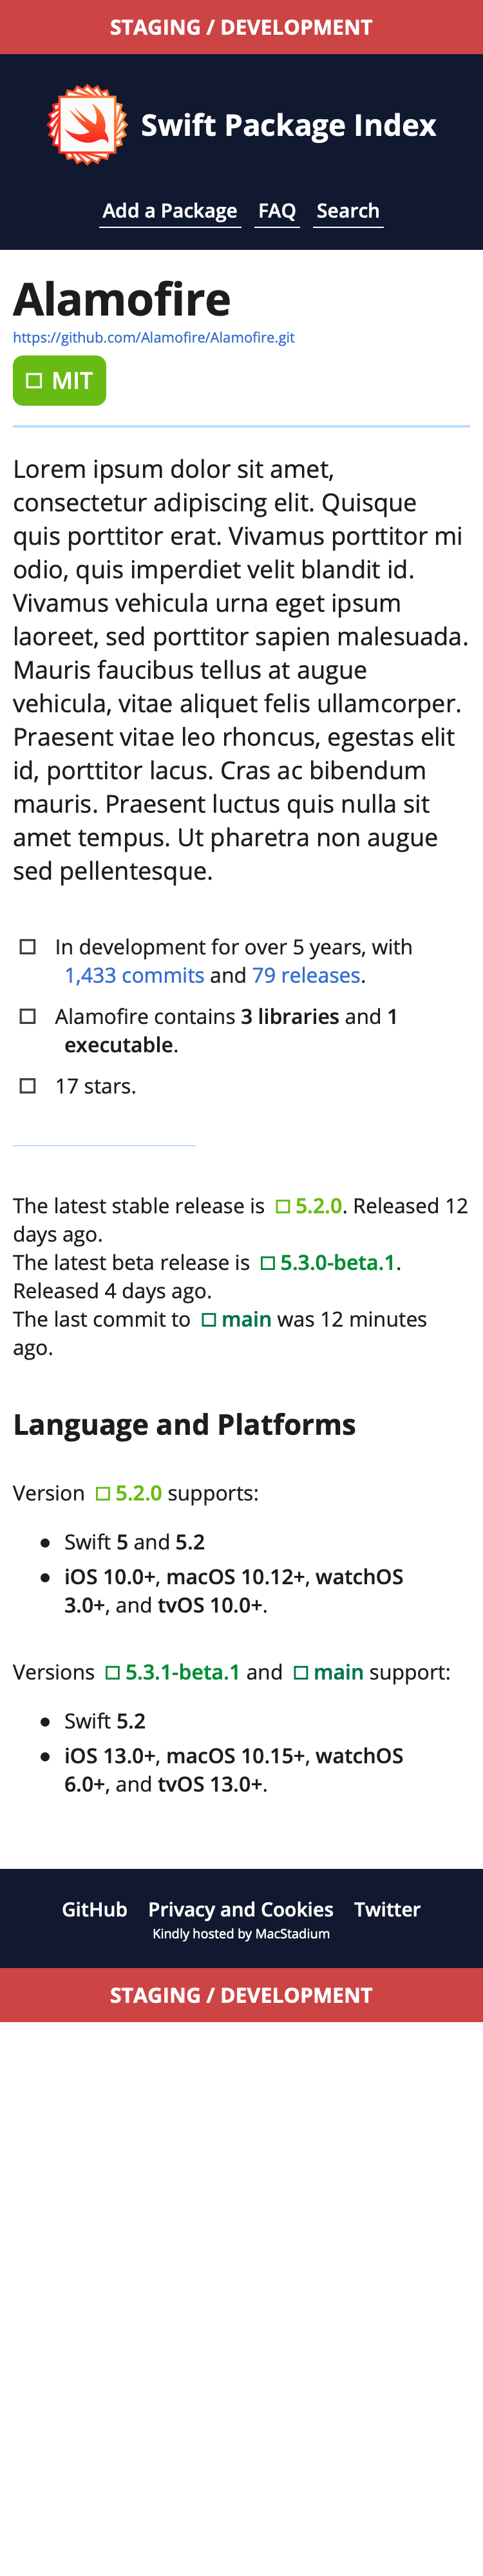 STAGING / DEVELOPMENT
Swift Package Index
Add a Package FAQ Search
Alamofire
https://github.com/Alamofire/Alamofire.git
MIT
Lorem ipsum dolor sit amet,
consectetur adipiscing elit. Quisque
quis porttitor erat. Vivamus porttitor mi
odio, quis imperdiet velit blandit id.
Vivamus vehicula urna eget ipsum
laoreet, sed porttitor sapien malesuada.
Mauris faucibus tellus at augue
vehicula, vitae aliquet felis ullamcorper.
Praesent vitae leo rhoncus, egestas elit
id, porttitor lacus. Cras ac bibendum
mauris. Praesent luctus quis nulla sit
amet tempus. Ut pharetra non augue
sed pellentesque.
In development for over 5 years, with
1,433 commits and 79 releases.
Alamofire contains 3 libraries and 1
executable.
17 stars.
The latest stable release is 5.2.0. Released 12
days ago.
The latest beta release is 5.3.0-beta.1.
Released 4 days ago.
The last commit to main was 12 minutes
ago.
Language and Platforms
Version 5.2.0 supports:
• Swift 5 and 5.2
• iOS 10.0+, macOS 10.12+, watchOS
3.0+, and tvOS 10.0+.
Versions 5.3.1-beta.1 and main support:
• Swift 5.2
• iOS 13.0+, macOS 10.15+, watchOS
6.0+, and tvOS 13.0+.
GitHub Privacy and Cookies Twitter
Kindly hosted by MacStadium
STAGING / DEVELOPMENT